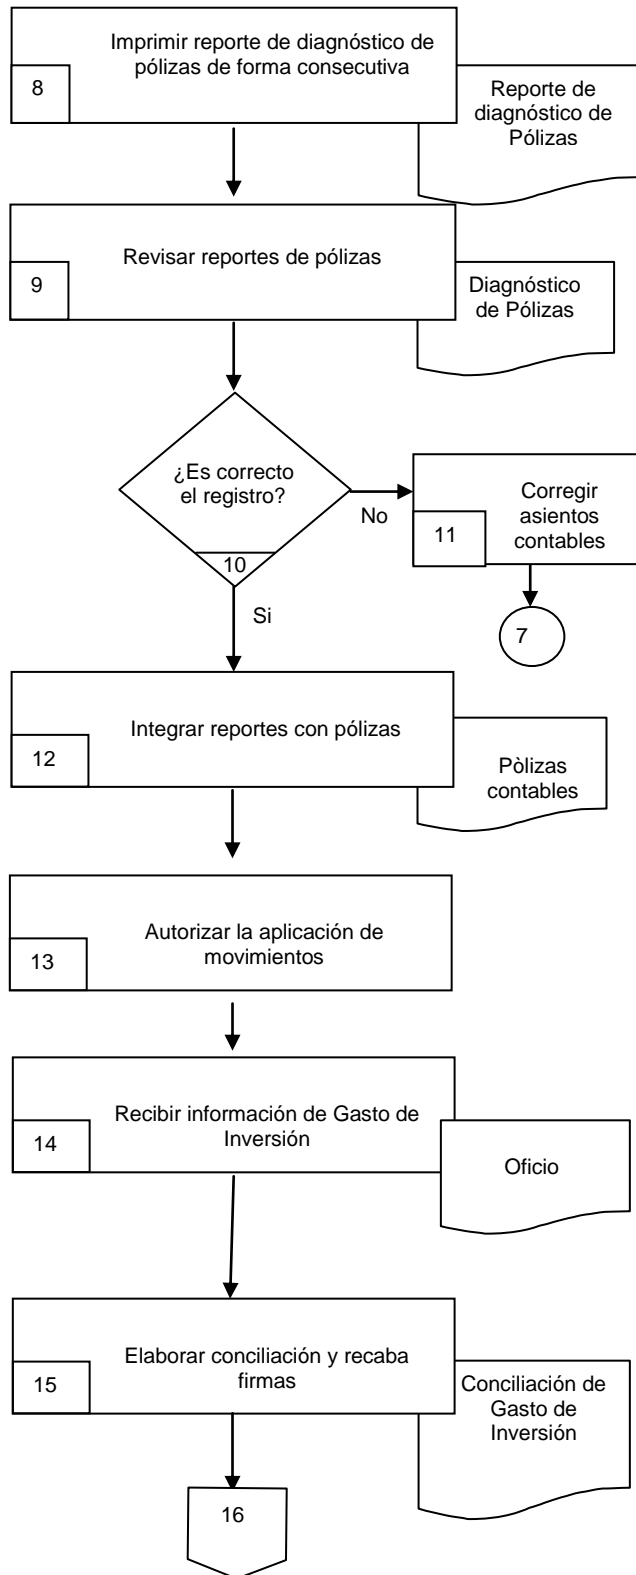 Imprimir reporte de diagnóstico de
pólizas de forma consecutiva
8
Reporte de
diagnóstico de
Pólizas
Revisar reportes de pólizas
9
Diagnóstico
de Pólizas
¿Es correcto
el registro?
10
No
Corregir
asientos
contables
11
7
Si
Integrar reportes con pólizas
12
Pòlizas
contables
Autorizar la aplicación de
movimientos
13
Recibir información de Gasto de
Inversión
14
Oficio
Elaborar conciliación y recaba
firmas
15
Conciliación de
Gasto de
Inversión
16